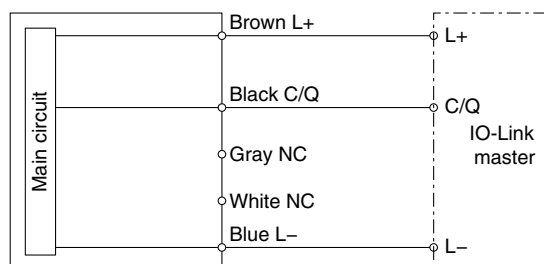 Brown L+
L+
Black C/Q
C/Q
Main circuit
IO-Link
master
Gray NC
White NC
Blue L−
L−